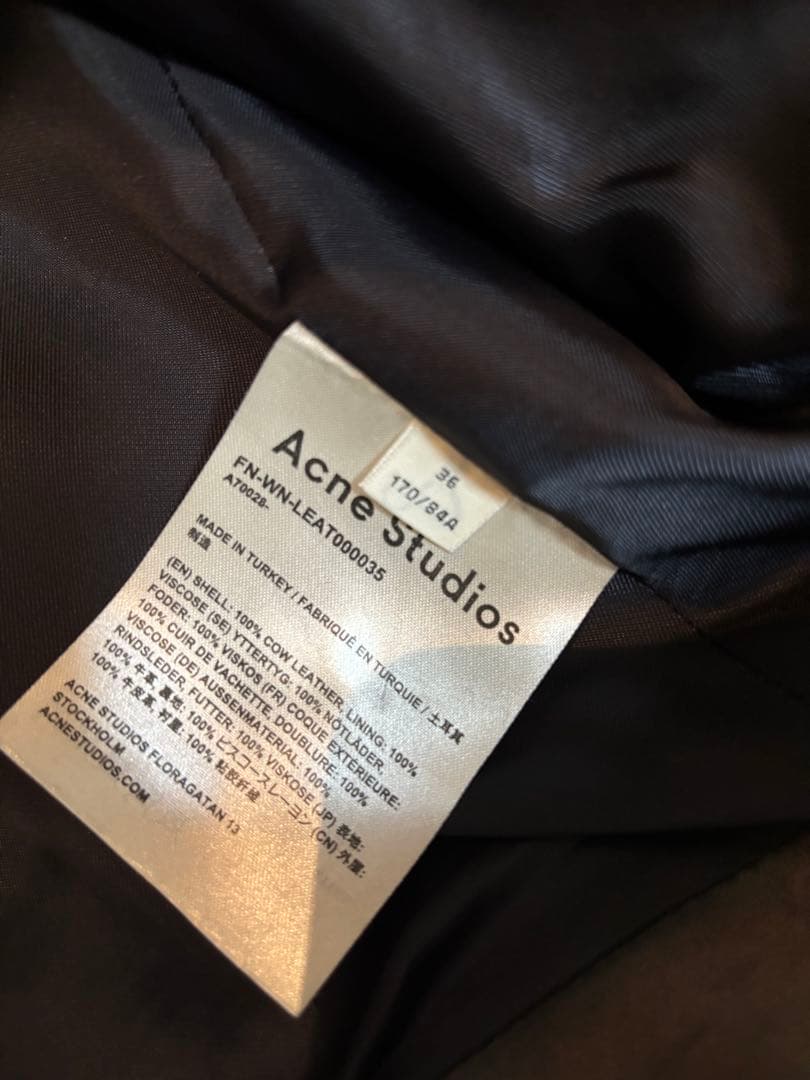 36
170/84A
Acne Studios
FN-WN-LEAT000035
A70028-
MADE IN TURKEY / FABRIQUÉ EN TURQUIE / 土耳其
制造
(EN) SHELL: 100% COW LEATHER, LINING: 100%
VISCOSE (SE) YTTERTYG: 100% NÖTLÄDER,
FODER: 100% VISKOS (FR) COQUE EXTÉRIEURE:
100% CUIR DE VACHETTE, DOUBLURE: 100%
VISCOSE (DE) AUSSENMATERIAL: 100%
RINDSLEDER, FUTTER: 100% VISKOSE (JP) 表地:
100% 牛革, 裏地: 100% ビスコースレーヨン (CN) 外层:
100% 牛皮革, 衬里: 100% 黏胶纤维
ACNE STUDIOS FLORAGATAN 13
STOCKHOLM
ACNESTUDIOS.COM